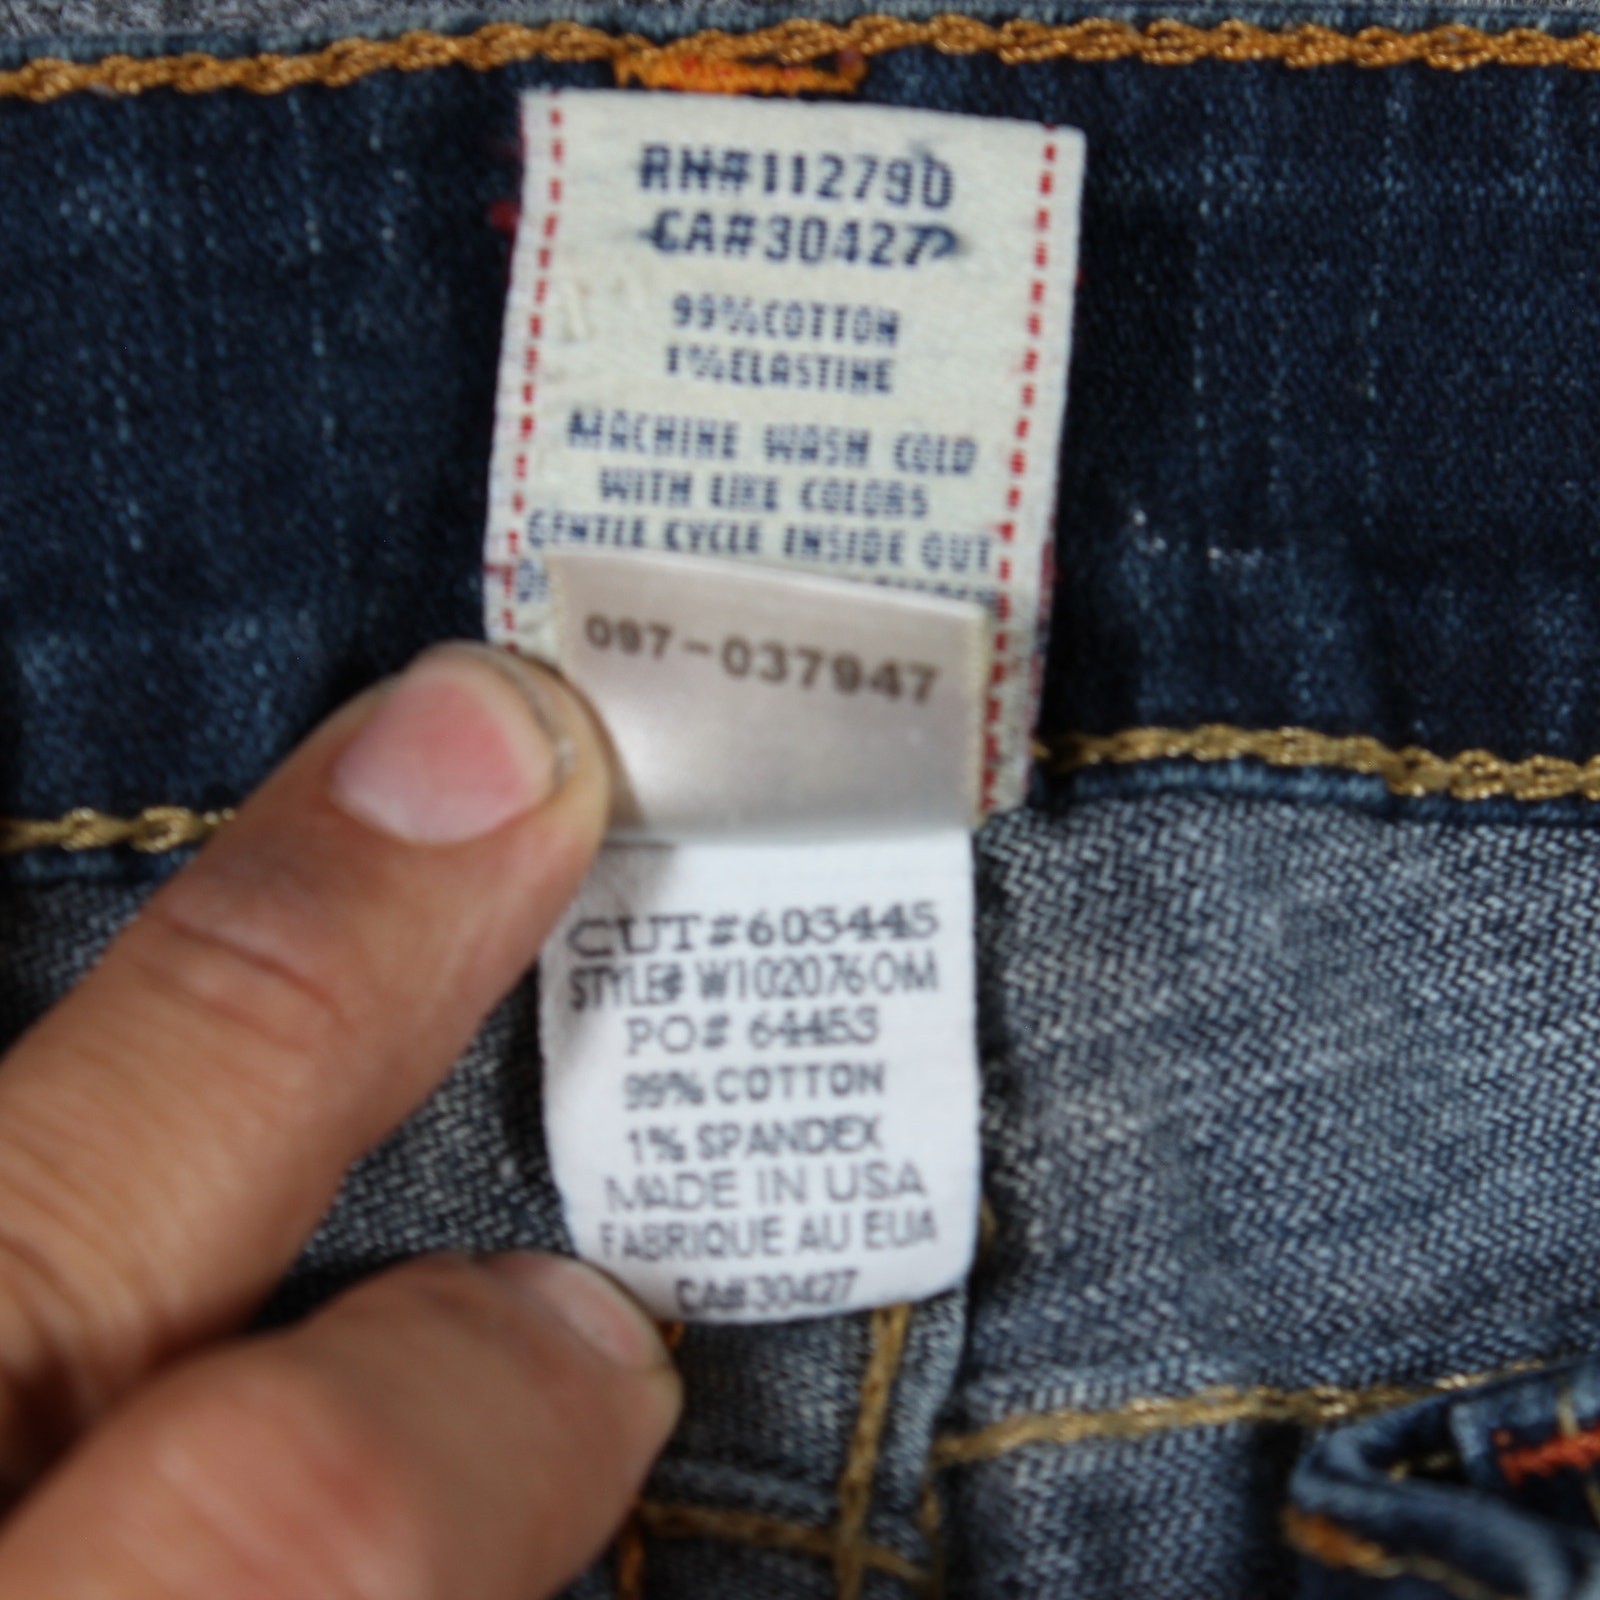 RN#112790
CA#30427
99%COTTON
1%ELASTINE
MACHINE WASH COLD
WITH LIKE COLORS
GENTLE CYCLE INSIDE OUT
097-037947
CUT#603445
STYLE# W102076OM
PO# 64453
99% COTTON
1% SPANDEX
MADE IN USA
FABRIQUE AU EUA
CA#30427